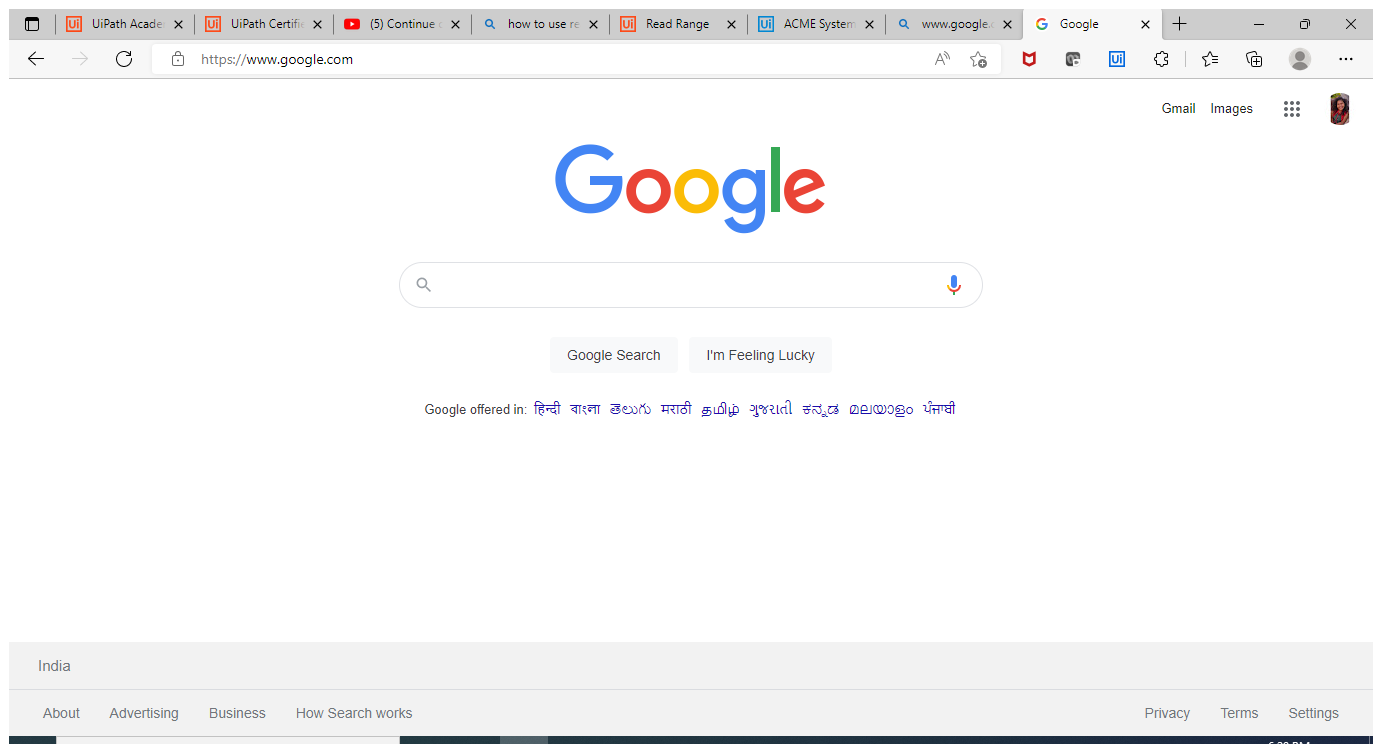 UiPath Acade UiPath Certifie (5) Continue how to use re Read Range ACME System www.google. Google
https://www.google.com
Gmail Images
Google
Google Search I'm Feeling Lucky
Google offered in: हिन्दी বাংলা తెలుగు मराठी தமிழ் ગુજરાતી ಕನ್ನಡ മലയാളം ਪੰਜਾਬੀ
India
About Advertising Business How Search works Privacy Terms Settings